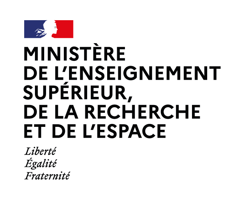 MINISTÈRE
DE L'ENSEIGNEMENT
SUPÉRIEUR,
DE LA RECHERCHE
ET DE L'ESPACE
Liberté
Égalité
Fraternité